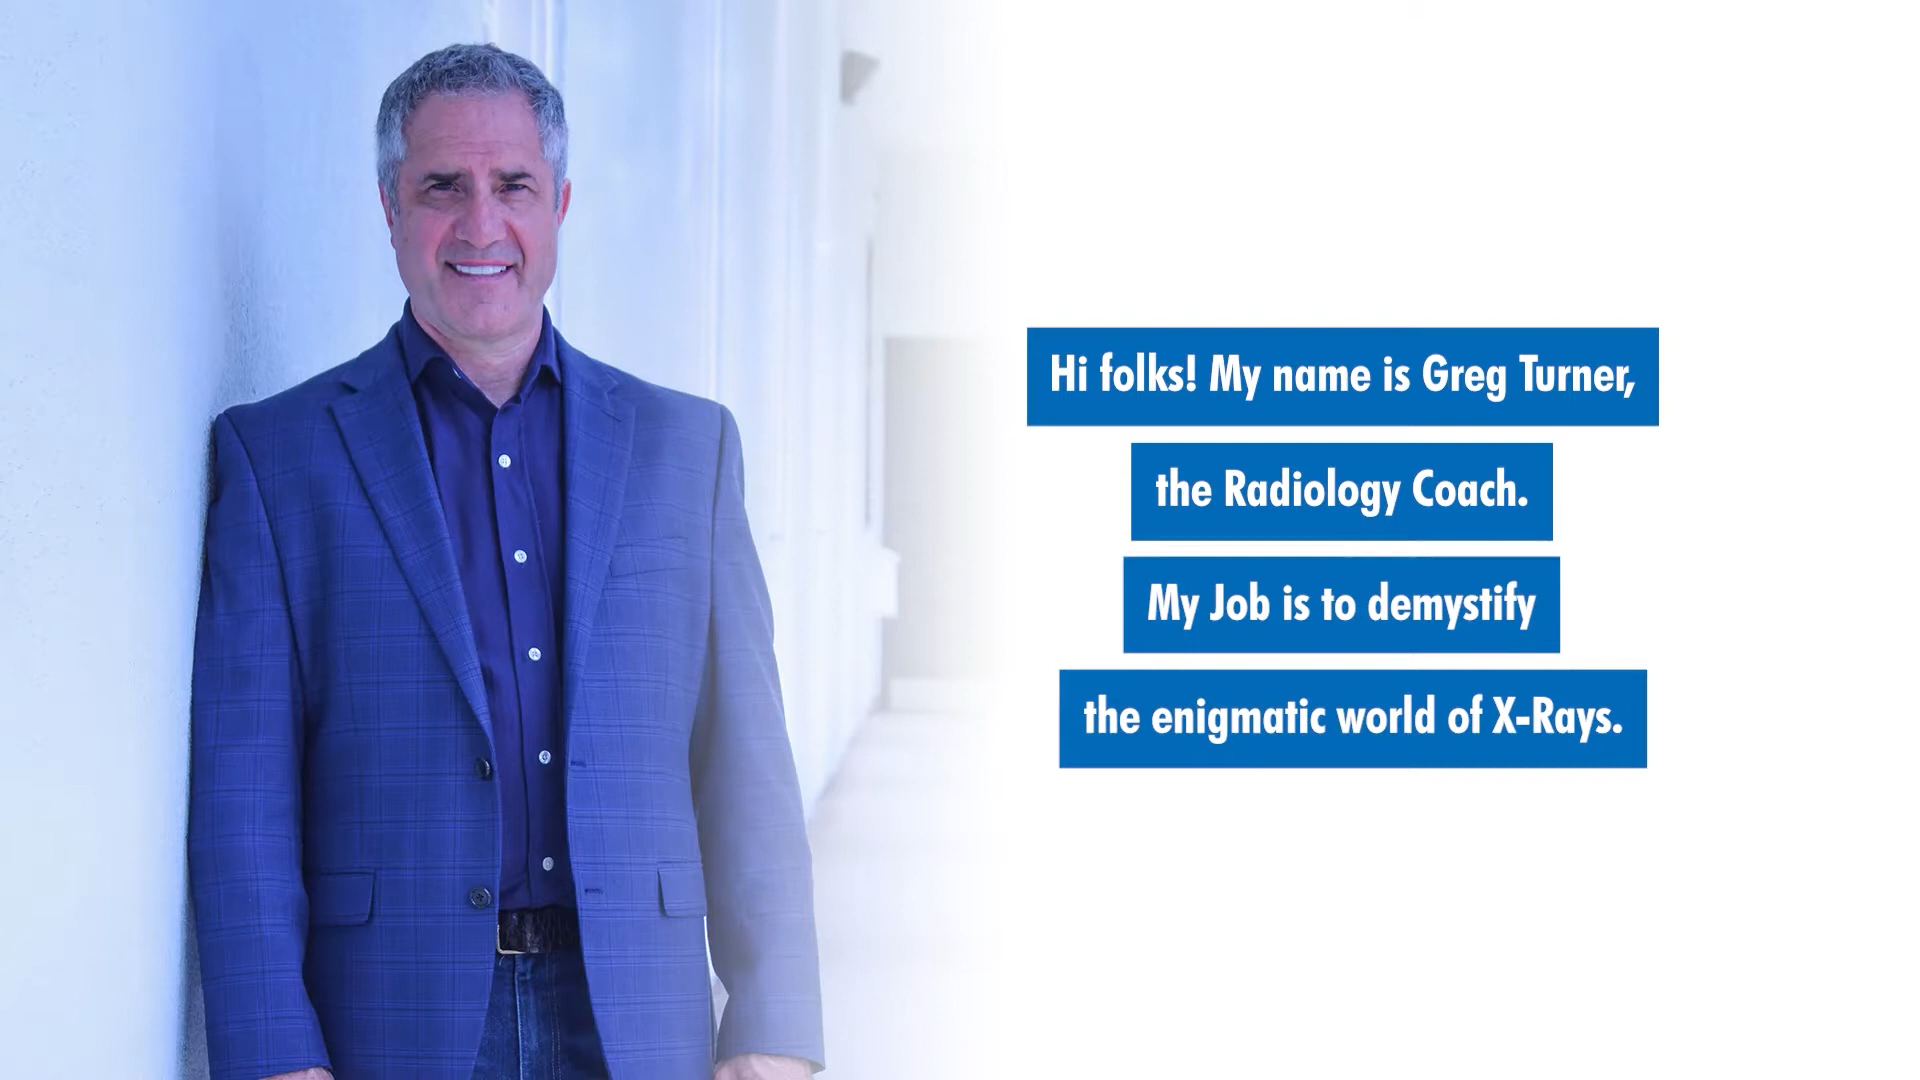 Hi folks! My name is Greg Turner,
the Radiology Coach.
My Job is to demystify
the enigmatic world of X-Rays.